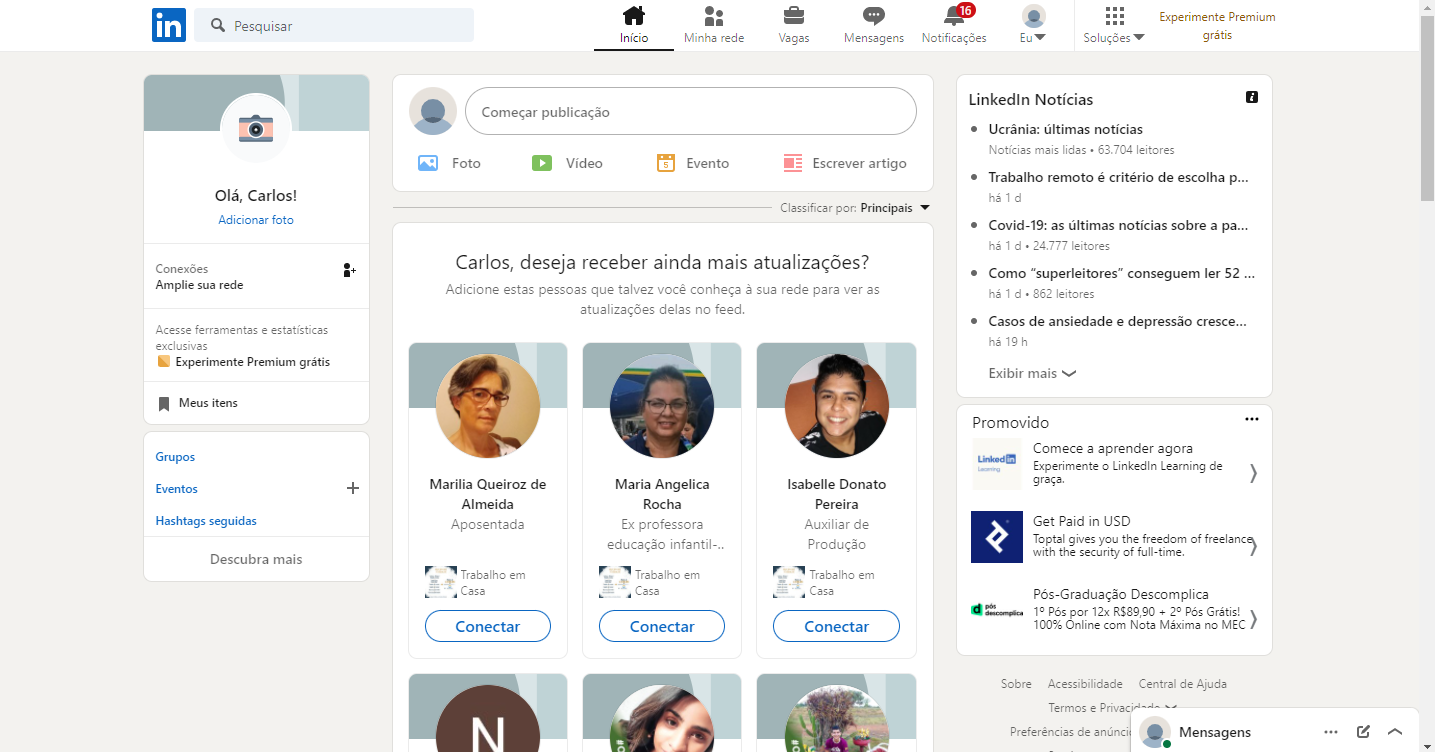 in
Pesquisar
Início
Minha rede
Vagas
Mensagens
16
Notificações
Eu
Soluções
Experimente Premium
grátis
Olá, Carlos!
Adicionar foto
Conexões
Amplie sua rede
Acesse ferramentas e estatísticas
exclusivas
Experimente Premium grátis
Meus itens
Grupos
Eventos
Hashtags seguidas
Descubra mais
Começar publicação
Foto
Vídeo
5
Evento
Escrever artigo
Classificar por: Principais
Carlos, deseja receber ainda mais atualizações?
Adicione estas pessoas que talvez você conheça à sua rede para ver as
atualizações delas no feed.
Marilia Queiroz de
Almeida
Aposentada
Trabalho em
Casa
Conectar
Maria Angelica
Rocha
Ex professora
educação infantil-..
Trabalho em
Casa
Conectar
Isabelle Donato
Pereira
Auxiliar de
Produção
Trabalho em
Casa
Conectar
N
LinkedIn Notícias
Ucrânia: últimas notícias
Notícias mais lidas • 63.704 leitores
Trabalho remoto é critério de escolha p...
há 1 d
Covid-19: as últimas notícias sobre a pa...
há 1 d • 24.777 leitores
Como “superleitores” conseguem ler 52 ...
há 1 d • 862 leitores
Casos de ansiedade e depressão cresce...
há 19 h
Exibir mais
Promovido
Linked in
Learning
Comece a aprender agora
Experimente o LinkedIn Learning de
graça.
Get Paid in USD
Toptal gives you the freedom of freelance
with the security of full-time.
d pós
descomplica
Pós-Graduação Descomplica
1º Pós por 12x R$89,90 + 2º Pós Grátis!
100% Online com Nota Máxima no MEC
Sobre Acessibilidade Central de Ajuda
Termos e Privacidade
Preferências de anúncio
Mensagens